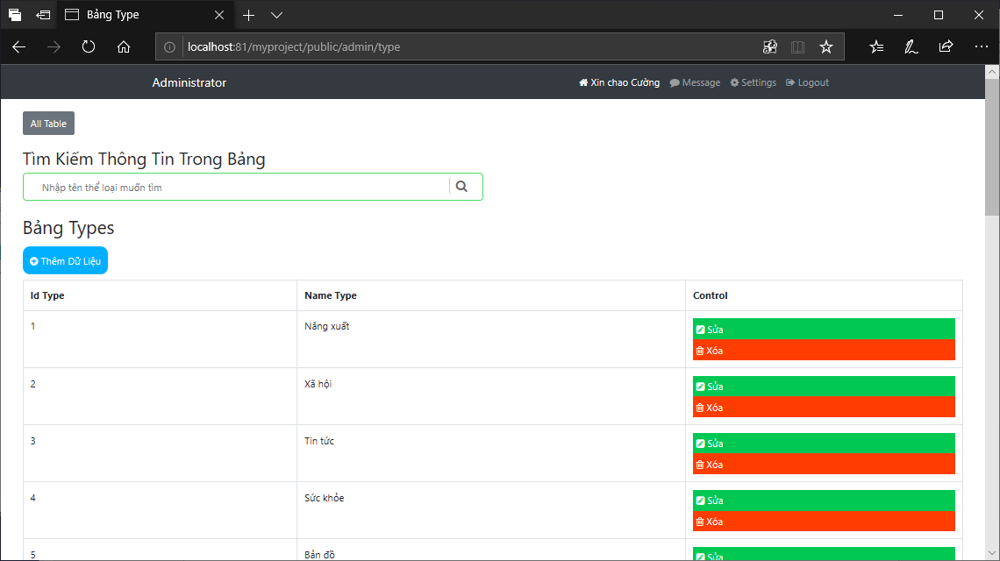 Bảng Type
localhost:81/myproject/public/admin/type
Administrator
Xin chao Cường
Message
Settings
Logout
All Table
Tìm Kiếm Thông Tin Trong Bảng
Nhập tên thể loại muốn tìm
Bảng Types
Thêm Dữ Liệu
Id Type Name Type Control
1 Năng xuất Sửa
Xóa
2 Xã hội Sửa
Xóa
3 Tin tức Sửa
Xóa
4 Sức khỏe Sửa
Xóa
5 Bản đồ Sửa